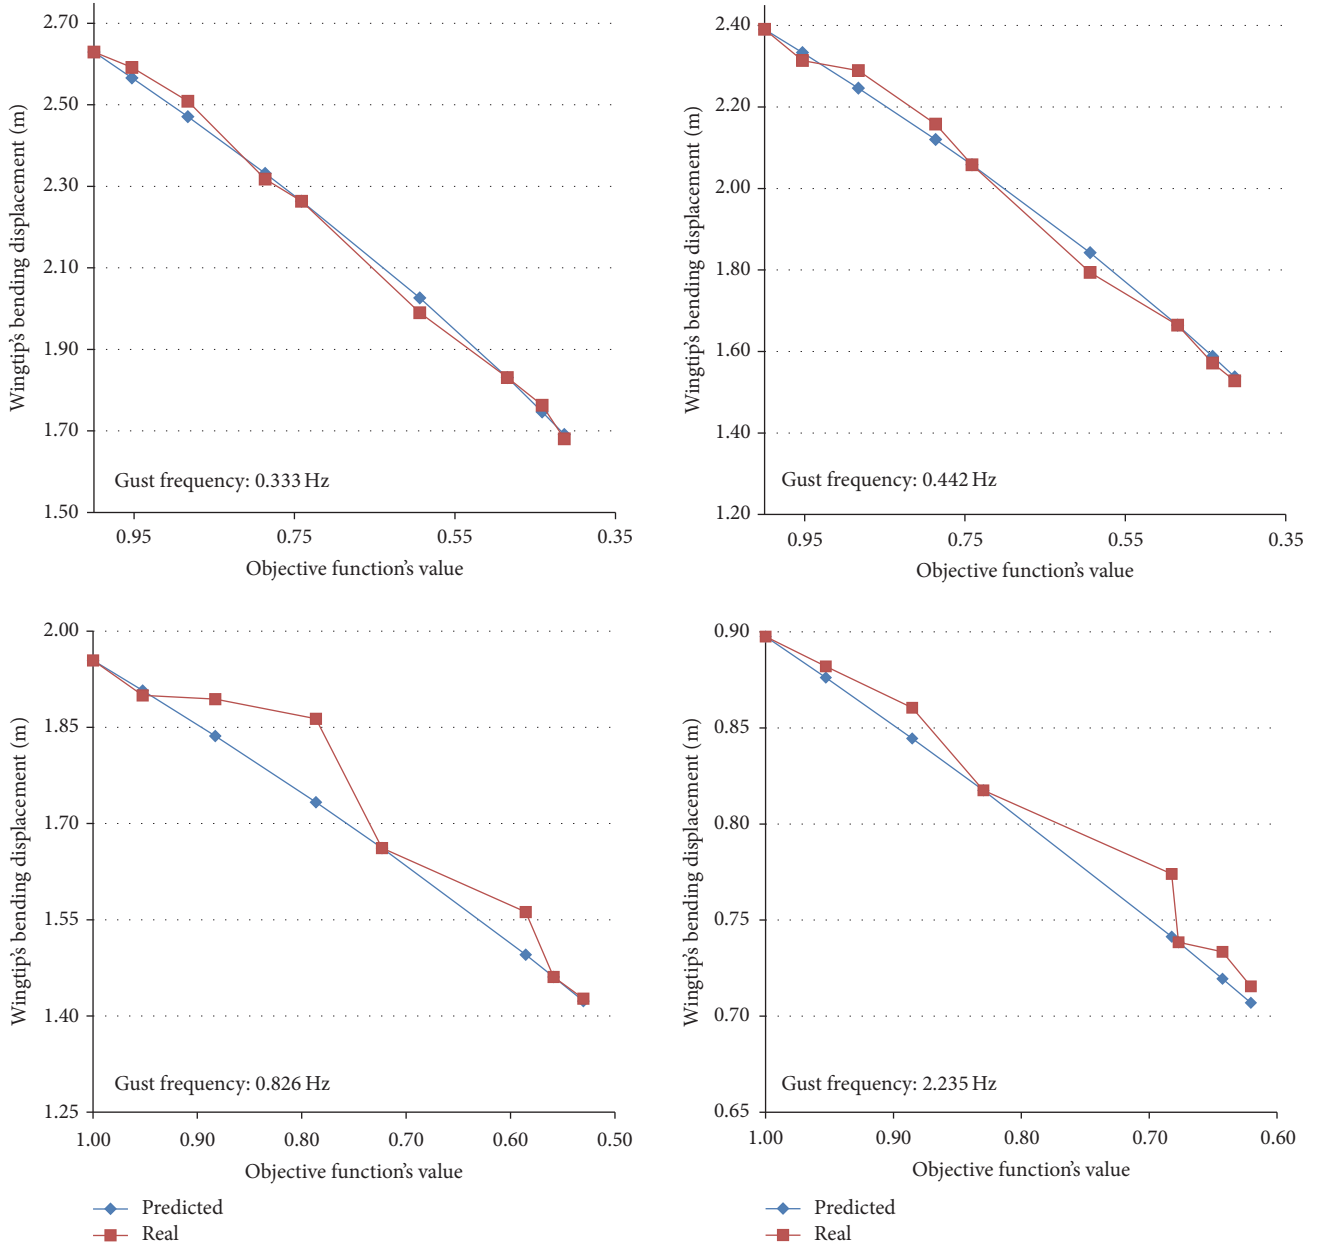 Wingtip's bending displacement (m)
2.70
2.50
2.30
2.10
1.90
1.70
1.50
Gust frequency: 0.333 Hz
0.95 0.75 0.55 0.35
Objective function's value
Wingtip's bending displacement (m)
2.40
2.20
2.00
1.80
1.60
1.40
1.20
Gust frequency: 0.442 Hz
0.95 0.75 0.55 0.35
Objective function's value
Wingtip's bending displacement (m)
2.00
1.85
1.70
1.55
1.40
1.25
Gust frequency: 0.826 Hz
1.00 0.90 0.80 0.70 0.60 0.50
Objective function's value
Predicted
Real
Wingtip's bending displacement (m)
0.90
0.85
0.80
0.75
0.70
0.65
Gust frequency: 2.235 Hz
1.00 0.90 0.80 0.70 0.60
Objective function's value
Predicted
Real